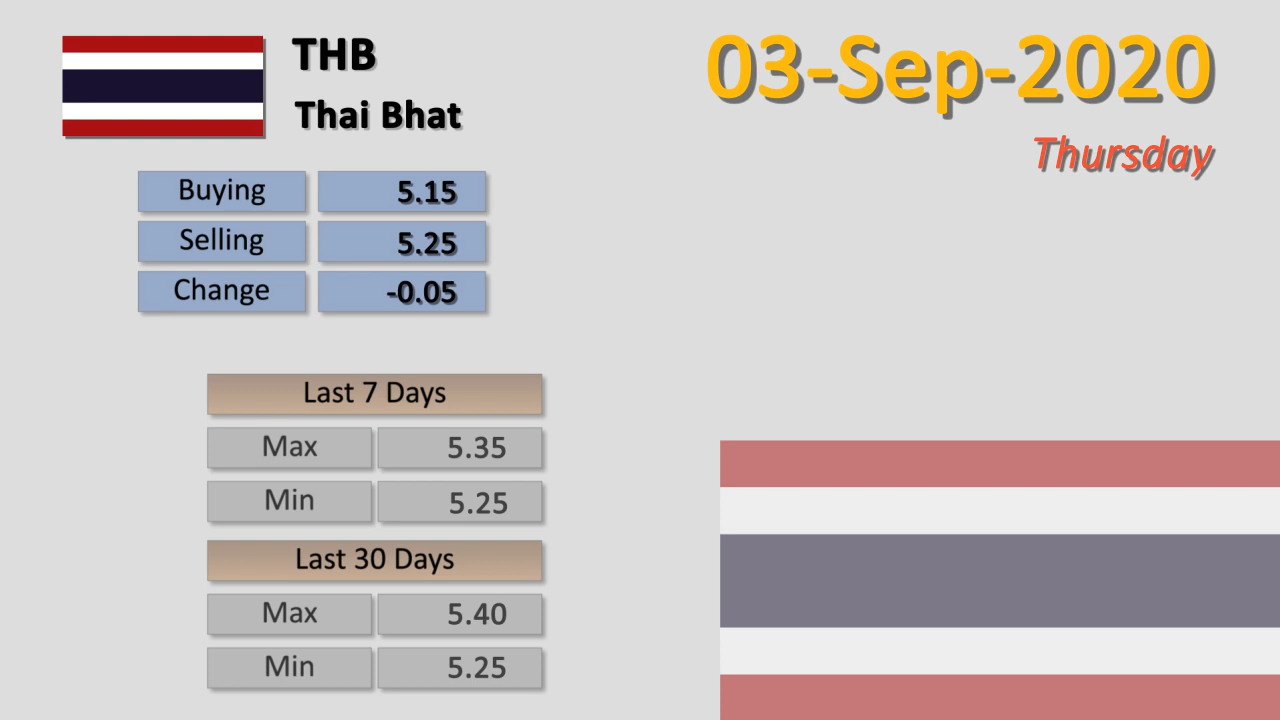 THB
Thai Bhat
03-Sep-2020
Thursday
Buying 5.15
Selling 5.25
Change -0.05
Last 7 Days
Max 5.35
Min 5.25
Last 30 Days
Max 5.40
Min 5.25